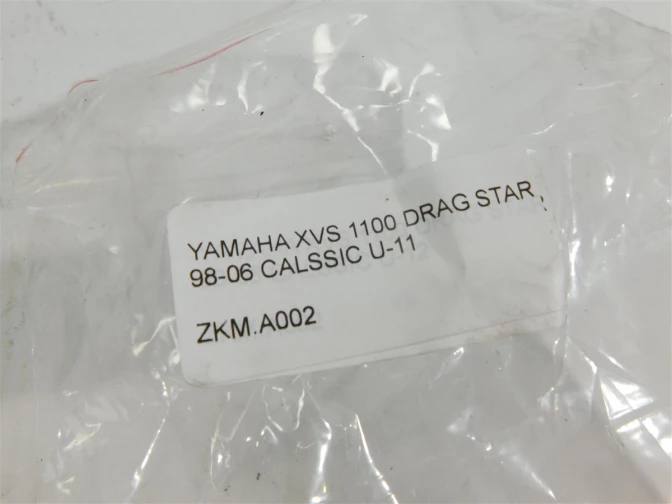 YAMAHA XVS 1100 DRAG STAR,
98-06 CALSSIC U-11
ZKM.A002